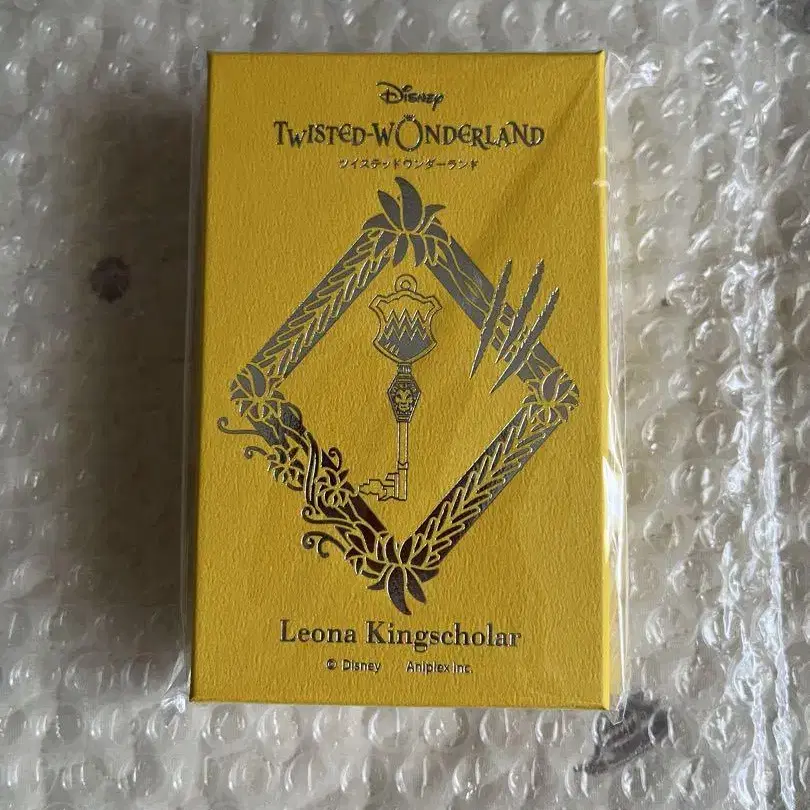 Disney
TWISTED-WONDERLAND
ツイステッドワンダーランド
Leona Kingscholar
© Disney Aniplex Inc.